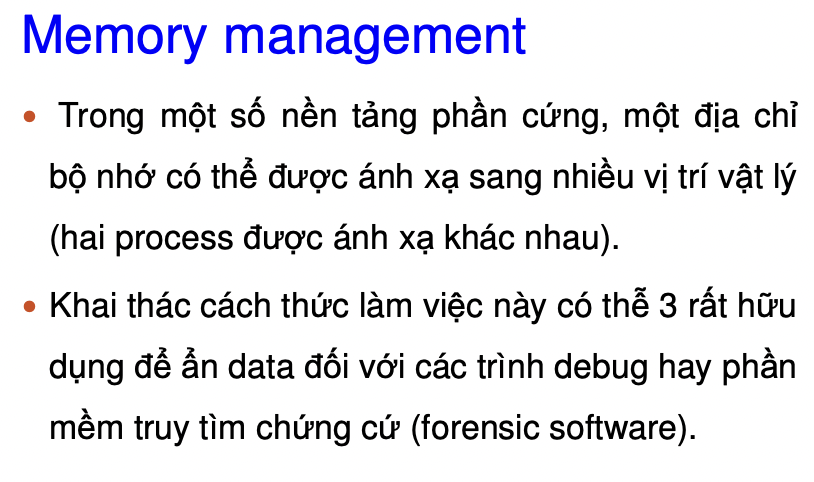 Memory management
• Trong một số nền tảng phần cứng, một địa chỉ
bộ nhớ có thể được ánh xạ sang nhiều vị trí vật lý
(hai process được ánh xạ khác nhau).
• Khai thác cách thức làm việc này có thễ 3 rất hữu
dụng để ẩn data đối với các trình debug hay phần
mềm truy tìm chứng cứ (forensic software).